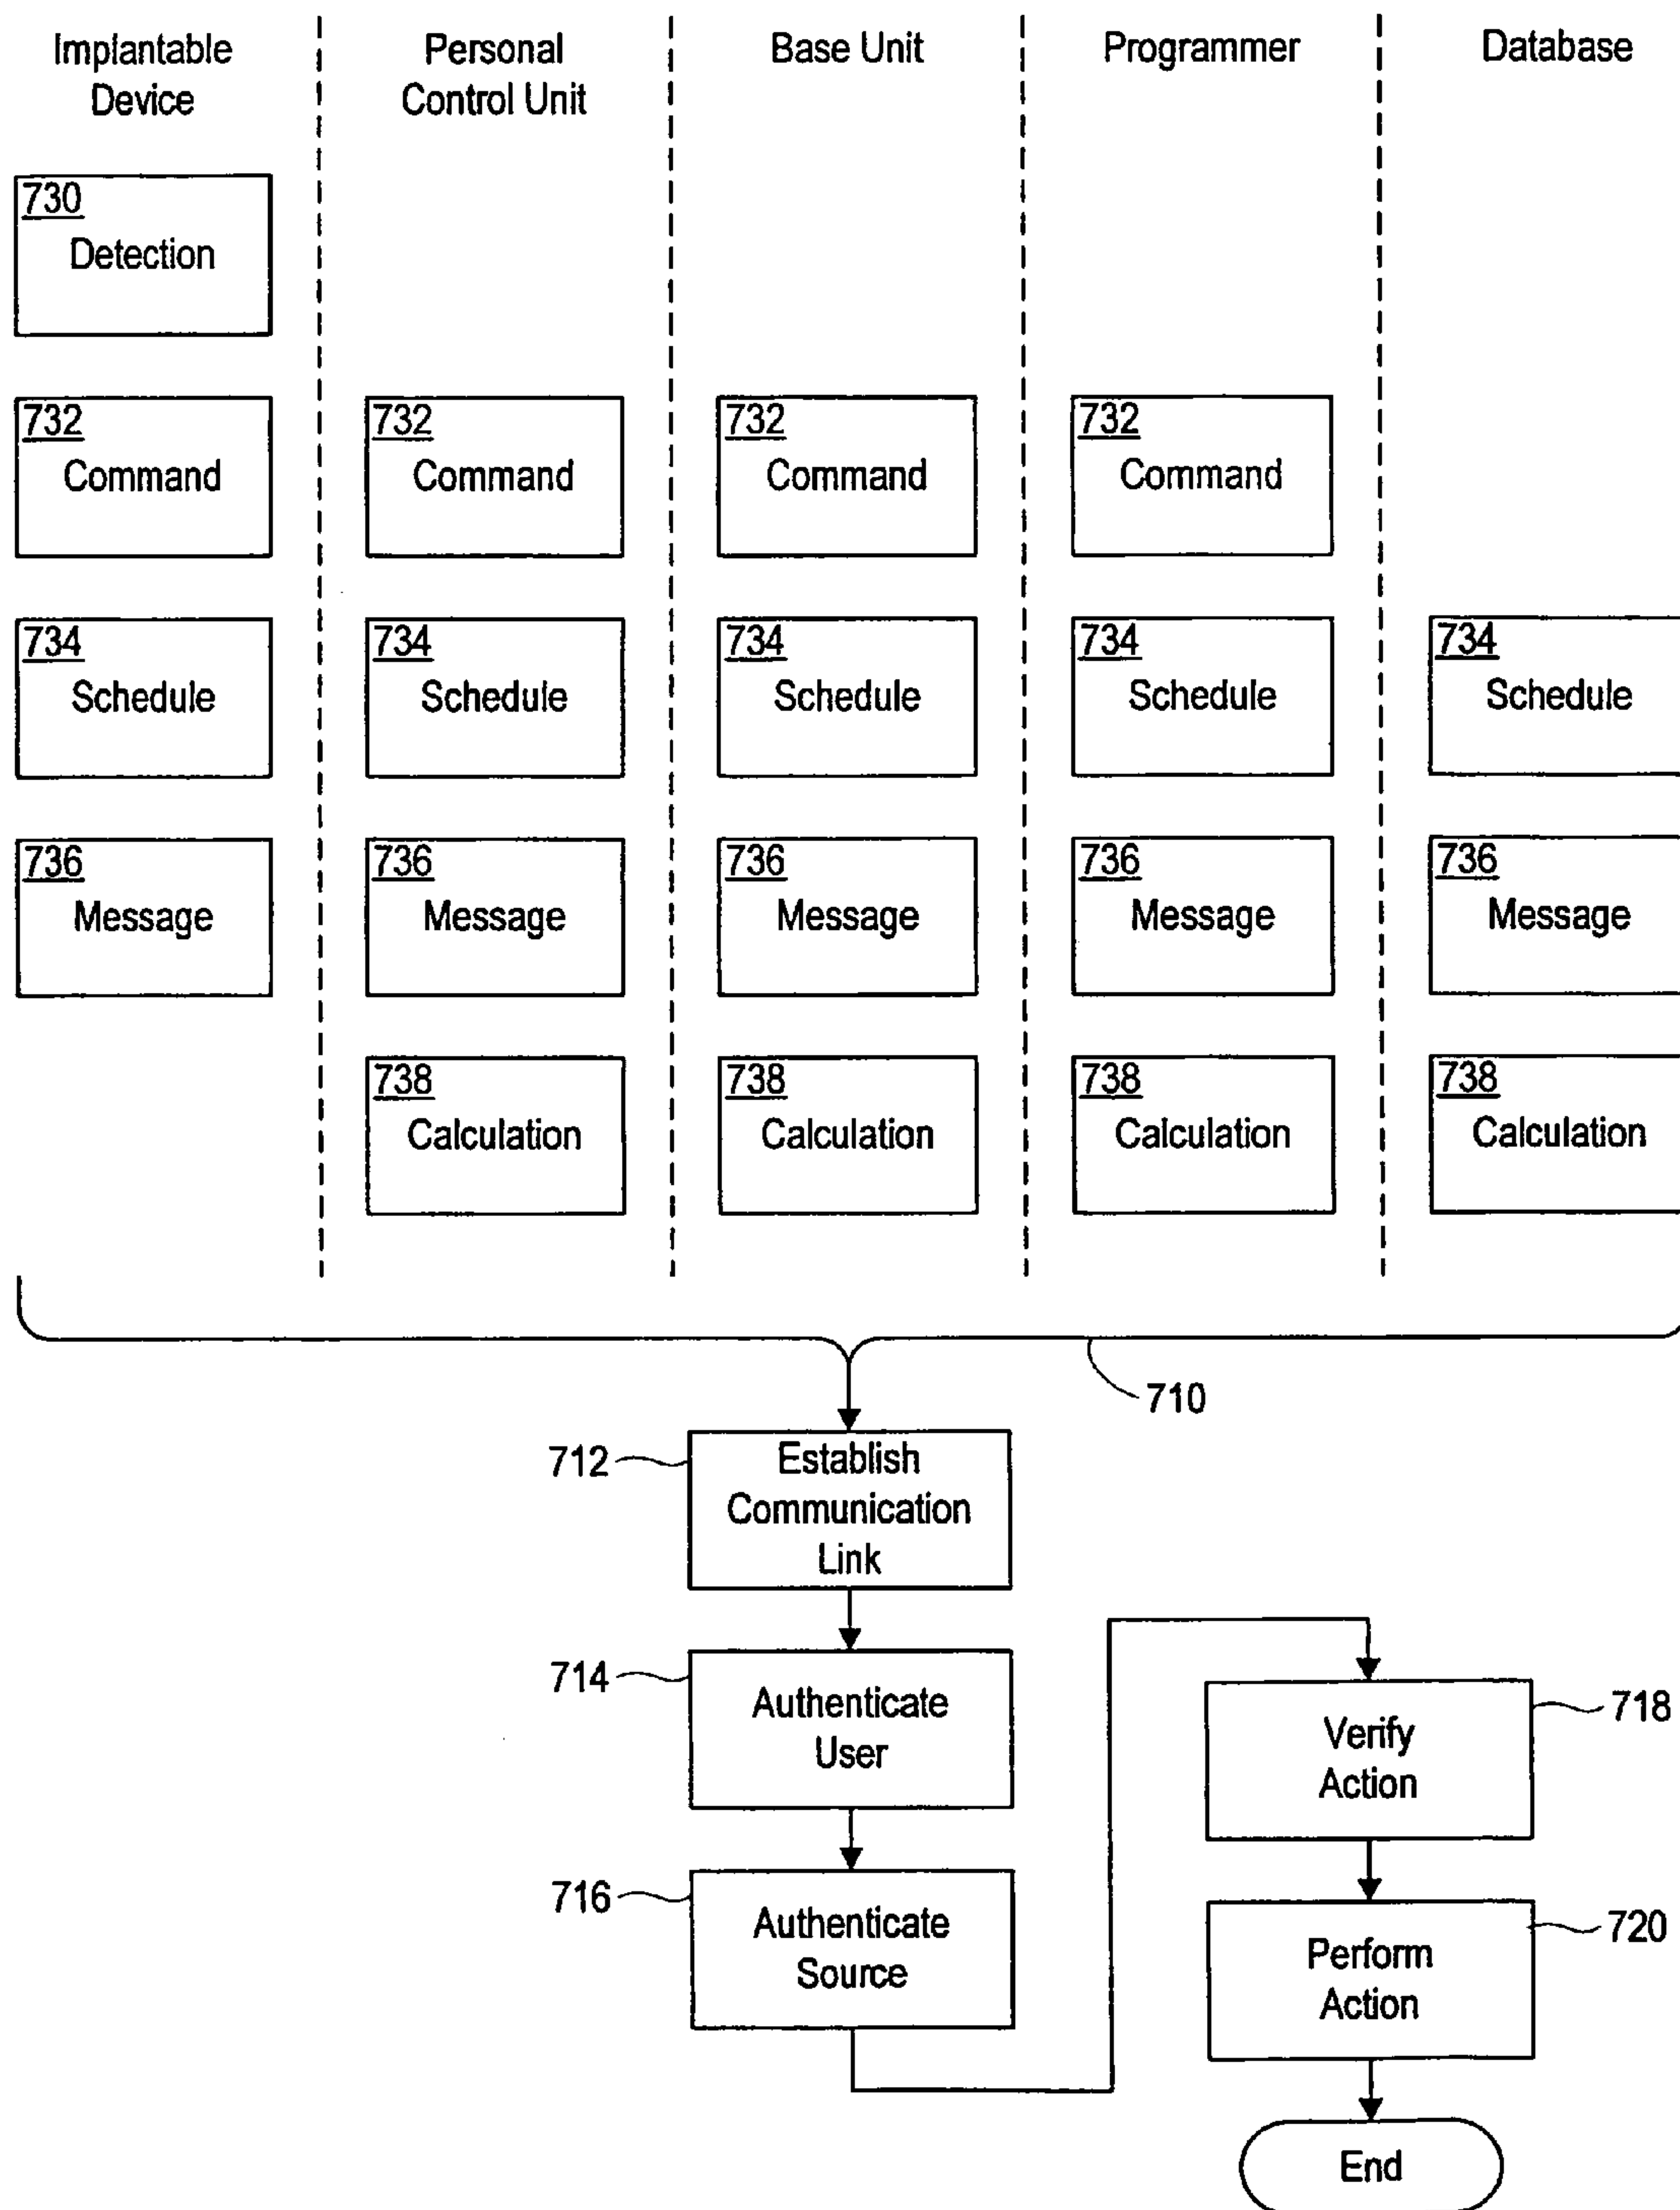 Implantable
Device
Personal
Control Unit
Base Unit
Programmer
Database
730
Detection
732
Command
732
Command
732
Command
732
Command
734
Schedule
734
Schedule
734
Schedule
734
Schedule
734
Schedule
736
Message
736
Message
736
Message
736
Message
736
Message
738
Calculation
738
Calculation
738
Calculation
738
Calculation
710
712
Establish
Communication
Link
714
Authenticate
User
716
Authenticate
Source
718
Verify
Action
720
Perform
Action
End